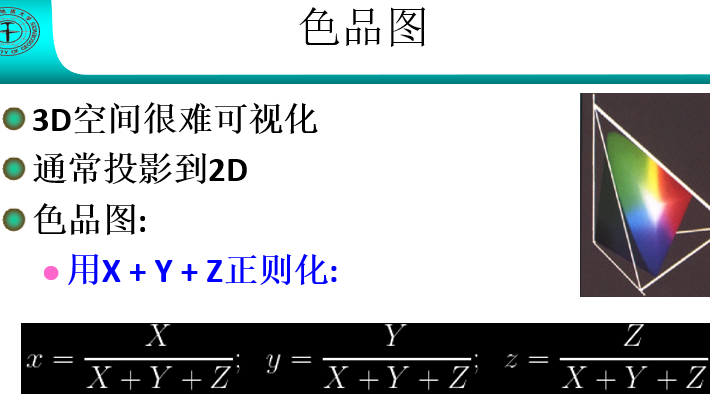 色品图
3D空间很难可视化
通常投影到2D
色品图:
用X + Y + Z正则化:
x = X / (X + Y + Z); y = Y / (X + Y + Z); z = Z / (X + Y + Z)